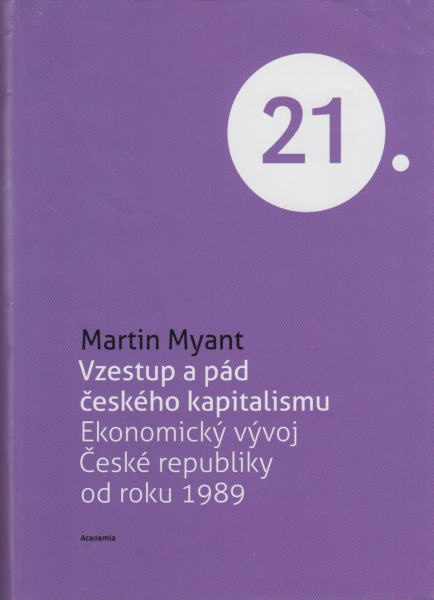 21.
Martin Myant
Vzestup a pád
českého kapitalismu
Ekonomický vývoj
České republiky
od roku 1989
Academia